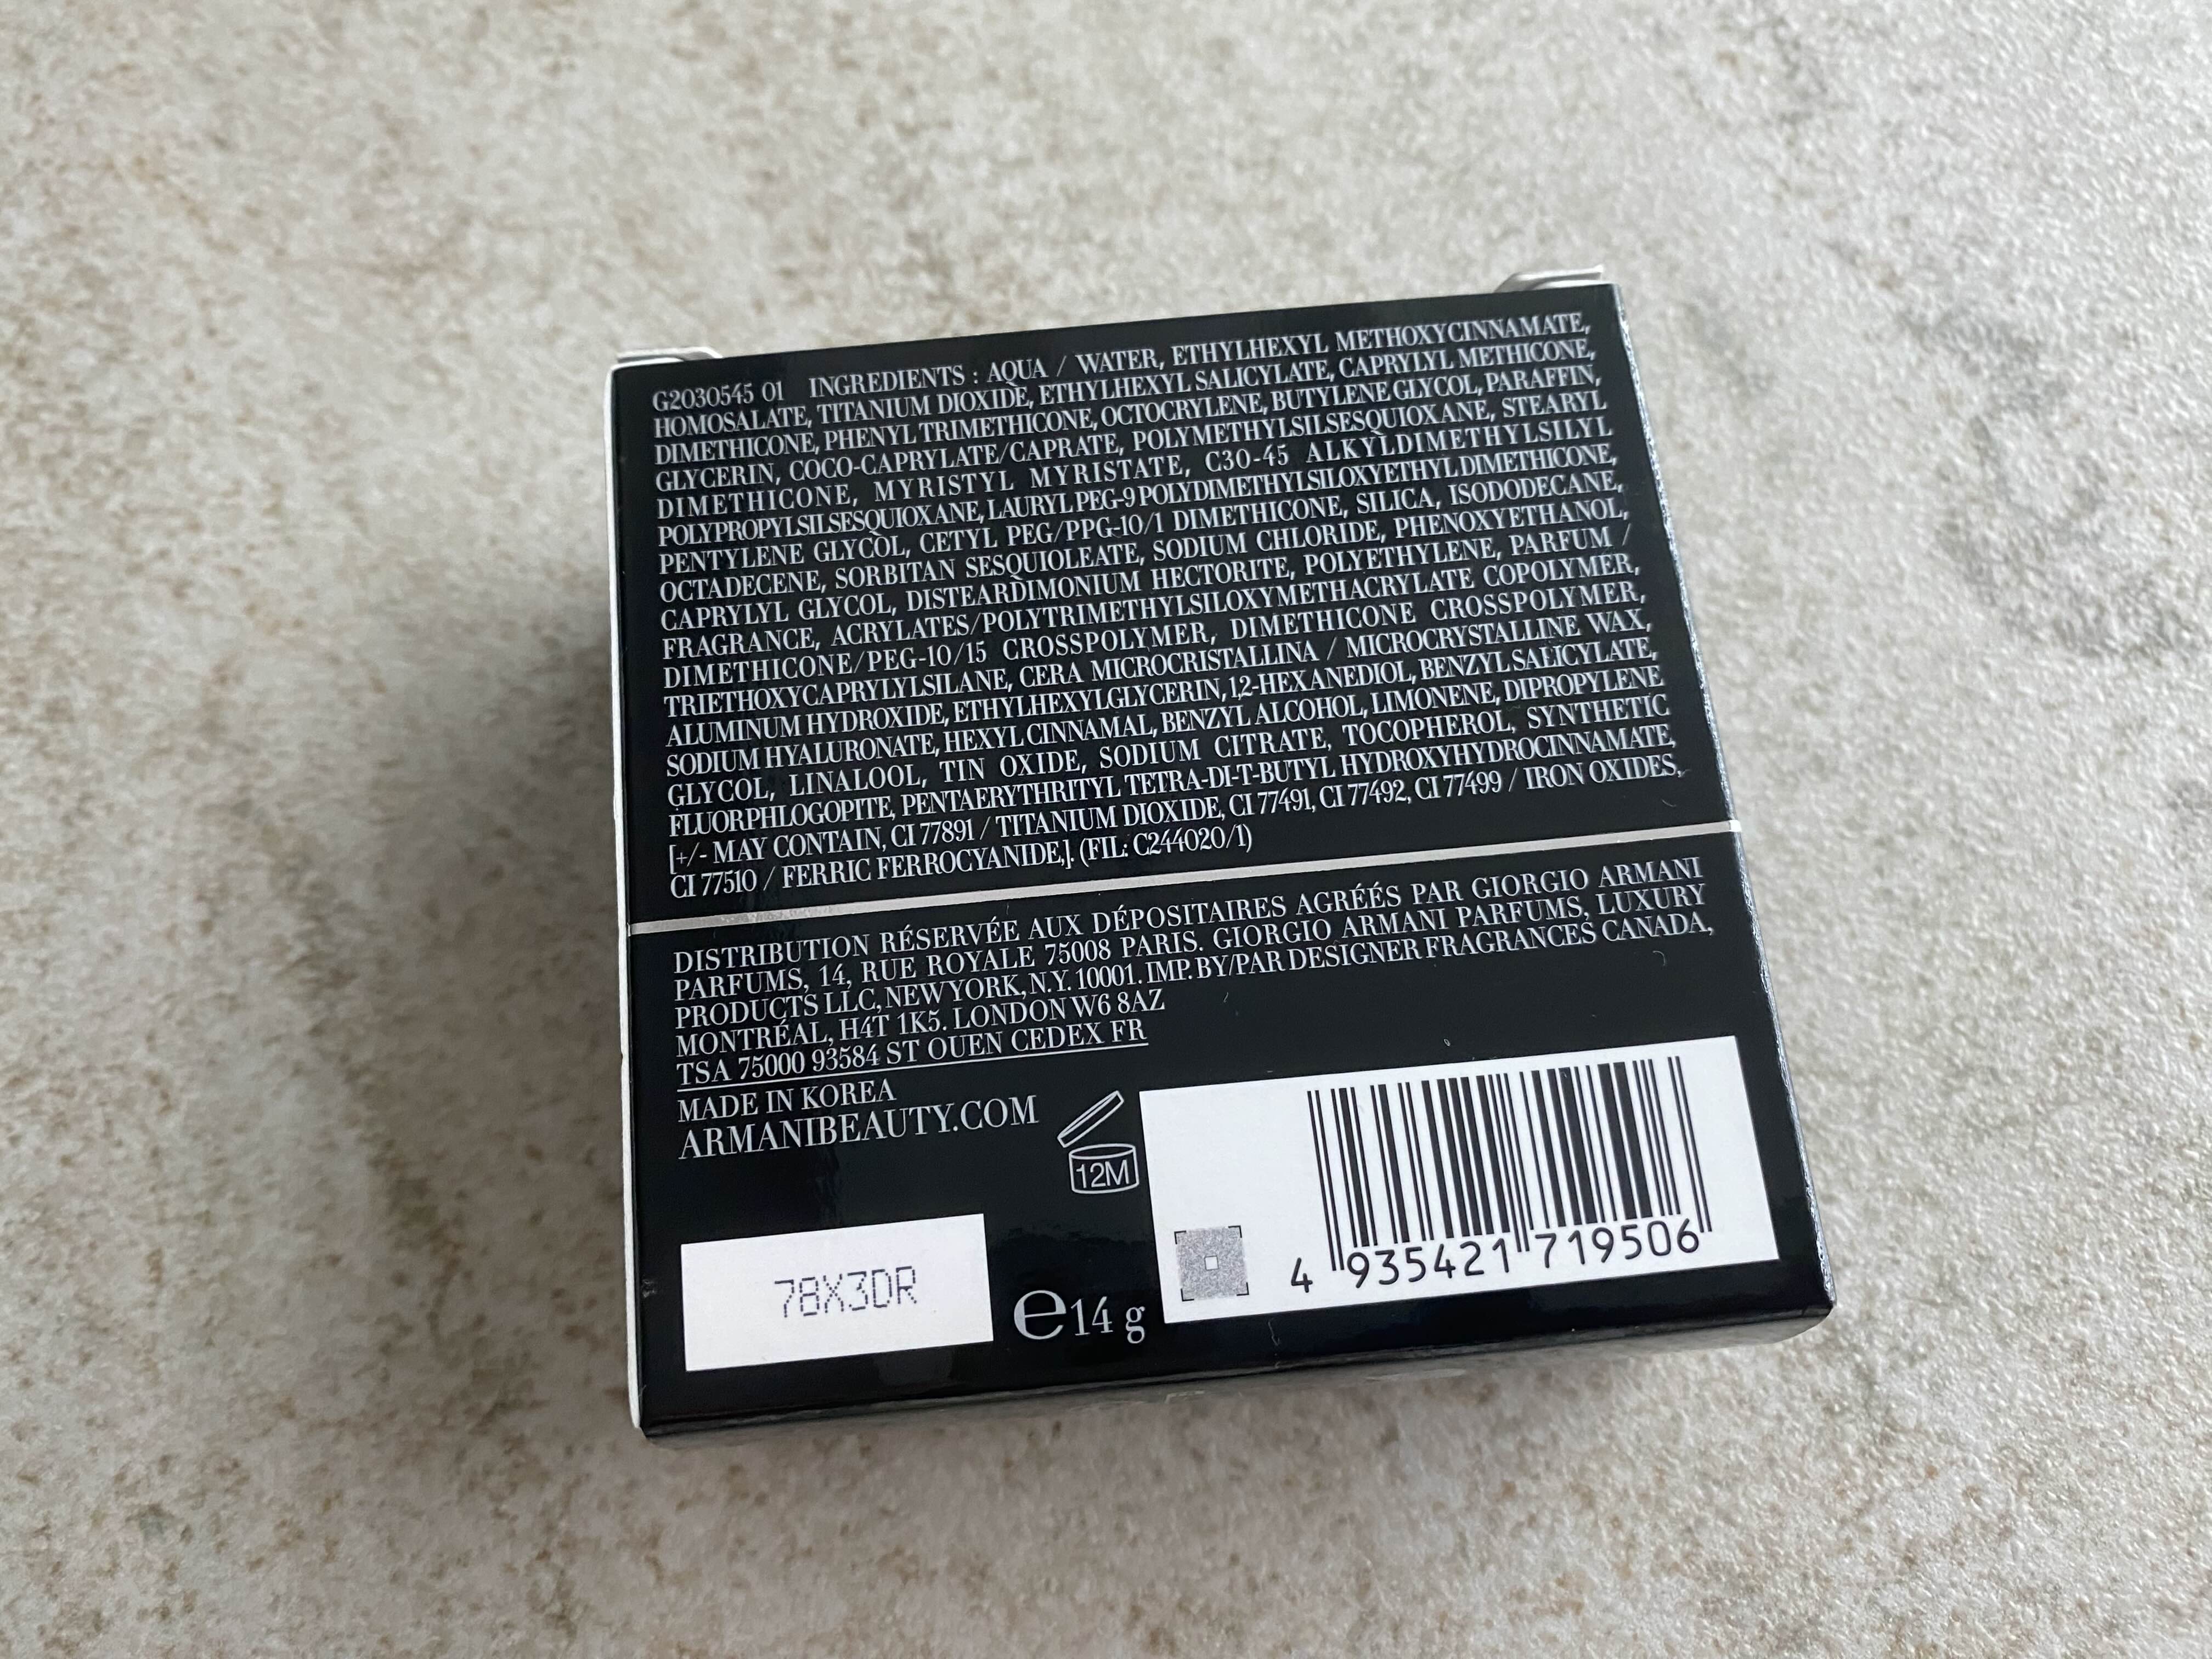 G2030545 01 INGREDIENTS : AQUA / WATER, ETHYLHEXYL METHOXYCINNAMATE,
HOMOSALATE, TITANIUM DIOXIDE, ETHYLHEXYL SALICYLATE, CAPRYLYL METHICONE,
DIMETHICONE, PHENYL TRIMETHICONE, OCTOCRYLENE, BUTYLENE GLYCOL, PARAFFIN,
GLYCERIN, COCO-CAPRYLATE/CAPRATE, POLYMETHYLSILSESQUIOXANE, STEARYL
DIMETHICONE, MYRISTYL MYRISTATE, C30-45 ALKYLDIMETHYLSILYL
POLYPROPYLSILSESQUIOXANE, LAURYL PEG-9 POLYDIMETHYLSILOXYETHYL DIMETHICONE,
PENTYLENE GLYCOL, CETYL PEG/PPG-10/1 DIMETHICONE, SILICA, ISODODECANE,
OCTADECENE, SORBITAN SESQUIOLEATE, SODIUM CHLORIDE, PHENOXYETHANOL,
CAPRYLYL GLYCOL, DISTEARDIMONIUM HECTORITE, POLYETHYLENE, PARFUM /
FRAGRANCE, ACRYLATES/POLYTRIMETHYLSILOXYMETHACRYLATE COPOLYMER,
DIMETHICONE/PEG-10/15 CROSSPOLYMER, DIMETHICONE CROSSPOLYMER,
TRIETHOXYCAPRYLYLSILANE, CERA MICROCRISTALLINA / MICROCRYSTALLINE WAX,
ALUMINUM HYDROXIDE, ETHYLHEXYLGLYCERIN, 1,2-HEXANEDIOL, BENZYL SALICYLATE,
SODIUM HYALURONATE, HEXYL CINNAMAL, BENZYL ALCOHOL, LIMONENE, DIPROPYLENE
GLYCOL, LINALOOL, TIN OXIDE, SODIUM CITRATE, TOCOPHEROL, SYNTHETIC
FLUORPHLOGOPITE, PENTAERYTHRITYL TETRA-DI-T-BUTYL HYDROXYHYDROCINNAMATE,
[+/- MAY CONTAIN, CI 77891 / TITANIUM DIOXIDE, CI 77491, CI 77492, CI 77499 / IRON OXIDES,
CI 77510 / FERRIC FERROCYANIDE,]. (FIL: C244020/1)
DISTRIBUTION RÉSERVÉE AUX DÉPOSITAIRES AGRÉÉS PAR GIORGIO ARMANI
PARFUMS, 14, RUE ROYALE 75008 PARIS. GIORGIO ARMANI PARFUMS, LUXURY
PRODUCTS LLC, NEW YORK, N.Y. 10001. IMP. BY/PAR DESIGNER FRAGRANCES CANADA,
MONTRÉAL, H4T 1K5. LONDON W6 8AZ
TSA 75000 93584 ST OUEN CEDEX FR
MADE IN KOREA
ARMANIBEAUTY.COM
12M
78X3DR
e14 g
4 935421 719506